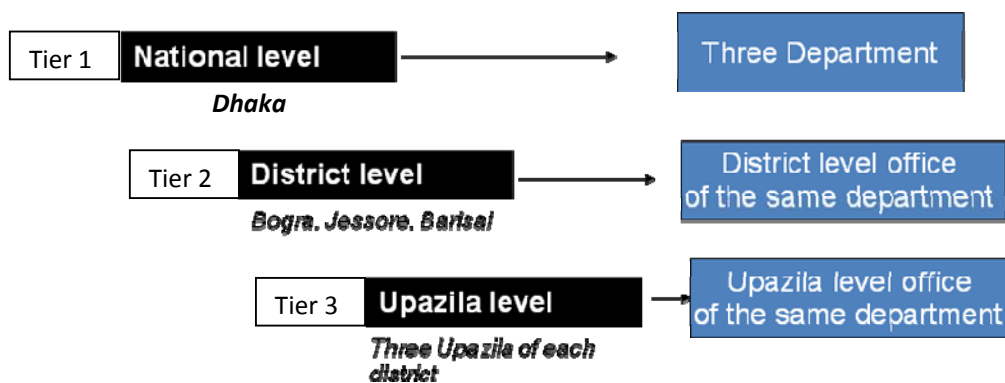 Tier 1
National level
Three Department
Dhaka
Tier 2
District level
District level office
of the same department
Bogra, Jessore, Barisal
Tier 3
Upazila level
Upazila level office
of the same department
Three Upazila of each
district